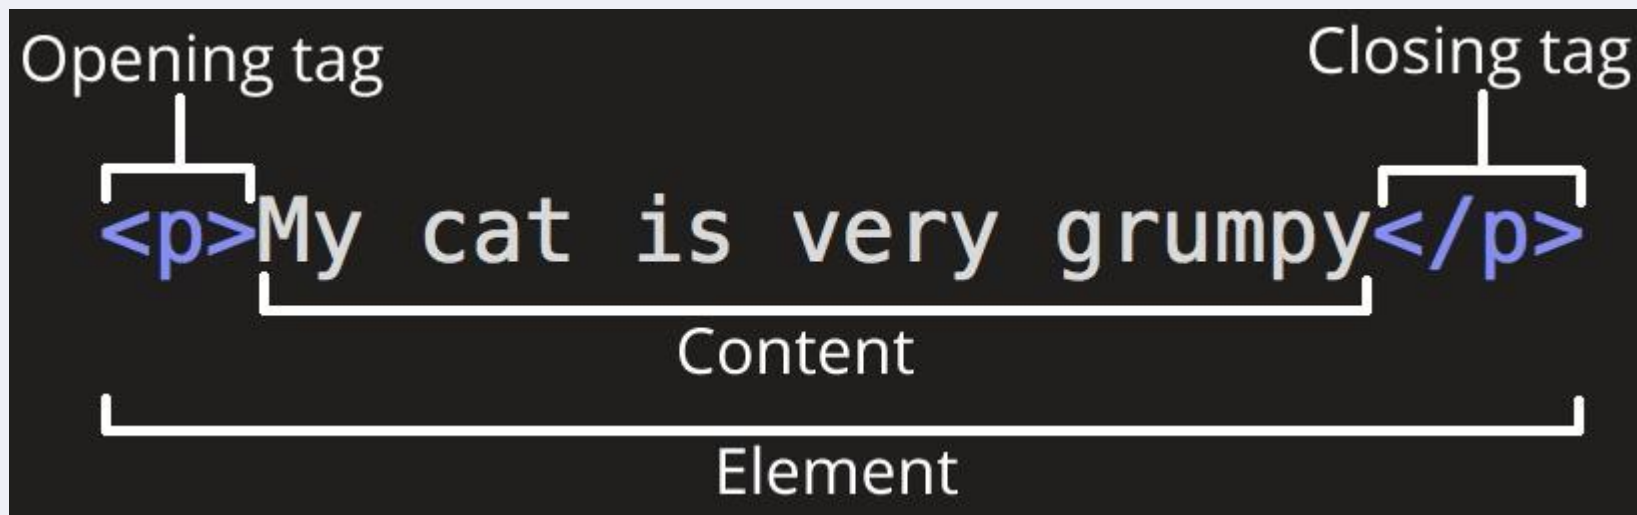 Opening tag
Closing tag
<p>My cat is very grumpy</p>
Content
Element